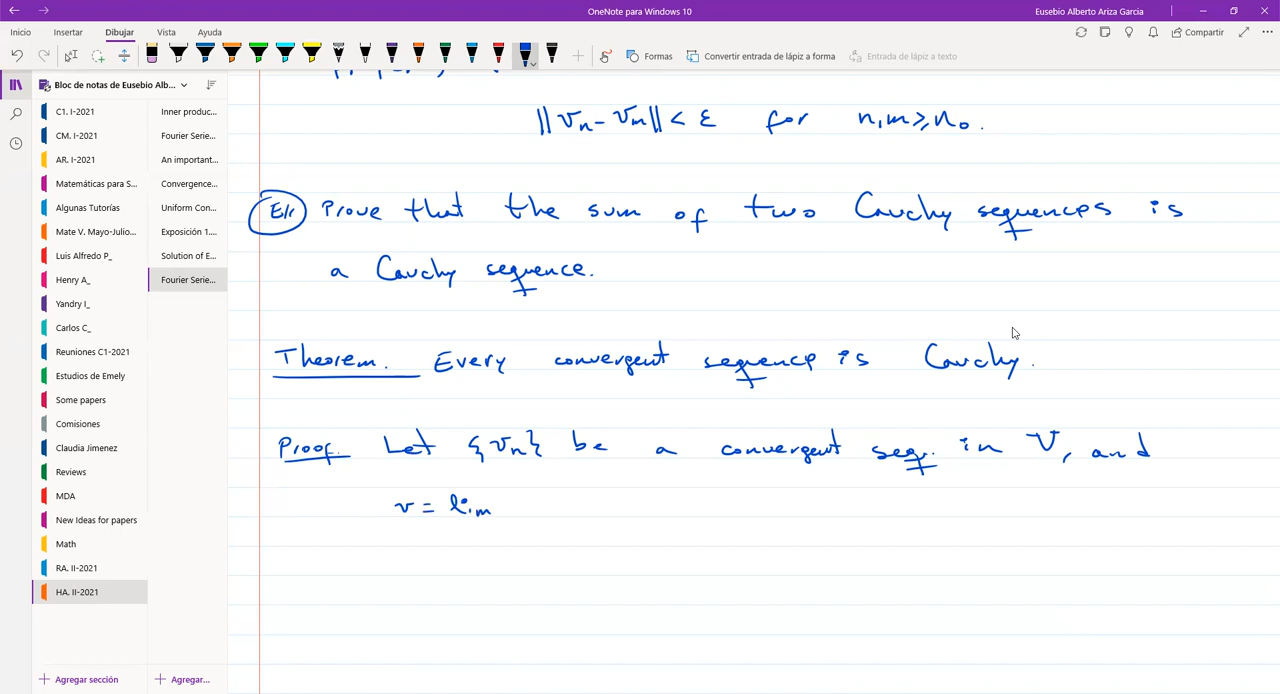 OneNote para Windows 10
Eusebio Alberto Ariza Garcia
Inicio Insertar Dibujar Vista Ayuda
Compartir
Formas Convertir entrada de lápiz a forma Entrada de lápiz a texto
Bloc de notas de Eusebio Alb...
C1. I-2021
CM. I-2021
AR. I-2021
Matemáticas para S...
Algunas Tutorías
Mate V. Mayo-Julio...
Luis Alfredo P_
Henry A_
Yandry I_
Carlos C_
Reuniones C1-2021
Estudios de Emely
Some papers
Comisiones
Claudia Jimenez
Reviews
MDA
New Ideas for papers
Math
RA. II-2021
HA. II-2021
Agregar sección
Inner produc...
Fourier Serie...
An important...
Convergence...
Uniform Con...
Exposición 1....
Solution of E...
Fourier Serie...
Agregar...
||vn - vm|| < ε for n,m ≥ n0.
Prove that the sum of two Cauchy sequences is
a Cauchy sequence.
Theorem. Every convergent sequence is Cauchy.
Proof. Let {vn} be a convergent seq. in V, and
v = lim